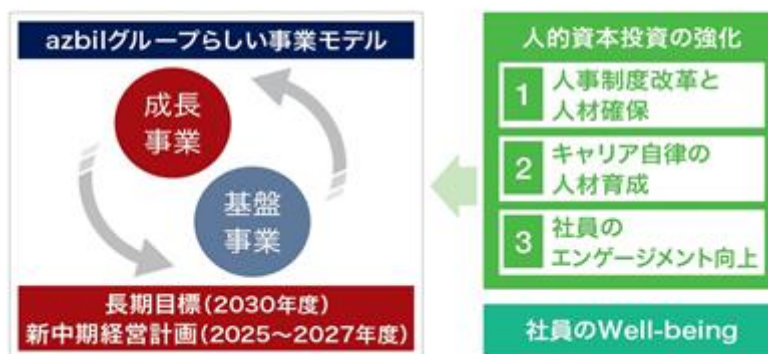 azbilグループらしい事業モデル
成長
事業
基盤
事業
長期目標(2030年度)
新中期経営計画(2025～2027年度)
人的資本投資の強化
1 人事制度改革と
人材確保
2 キャリア自律の
人材育成
3 社員の
エンゲージメント向上
社員のWell-being